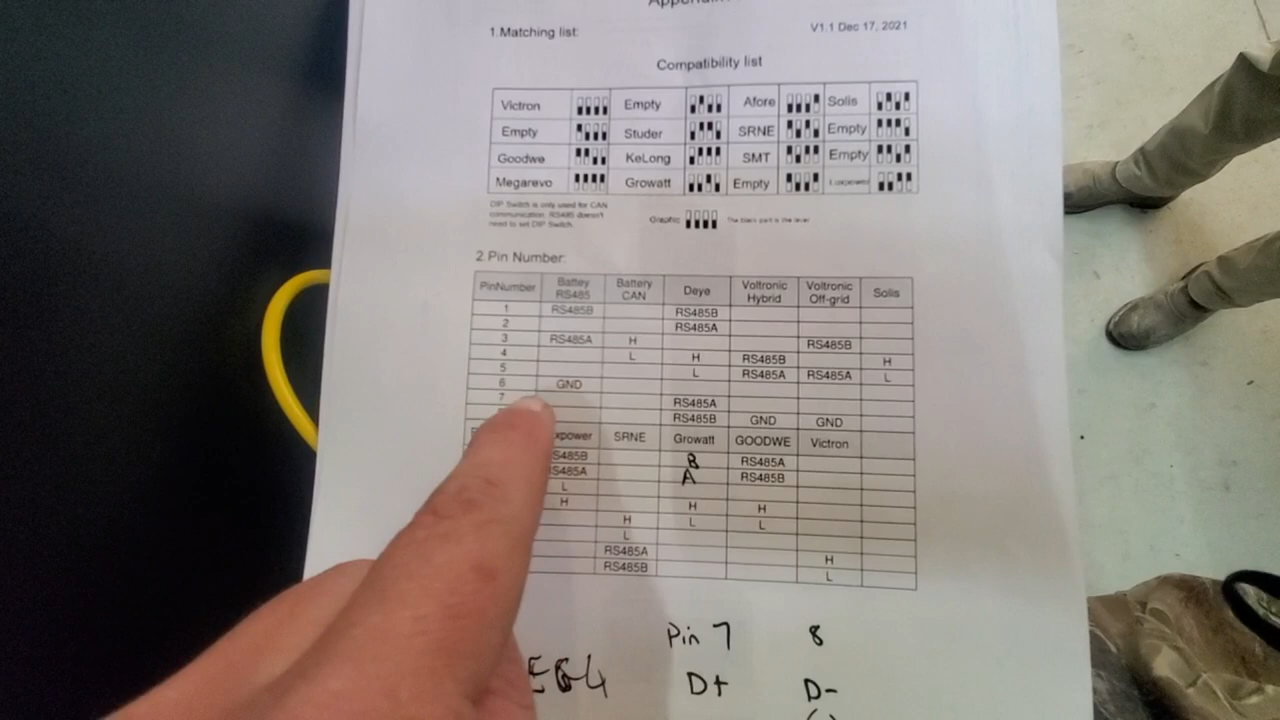 1.Matching list:
V1.1 Dec 17, 2021
Compatibility list
Victron Empty Afore Solis
Empty Studer SRNE Empty
Goodwe KeLong SMT Empty
Megarevo Growatt Empty
DIP Switch is only used for CAN
communication. RS485 doesn't
need to set DIP Switch.
Graphic: The black part is the lever
2.Pin Number:
PinNumber Battey RS485 Battery CAN Deye Voltronic Hybrid Voltronic Off-grid Solis
1 RS485B RS485B
2 RS485A
3 RS485A H RS485B
4 L H RS485B H
5 L RS485A RS485A L
6 GND
7 RS485A
RS485B GND GND
xpower SRNE Growatt GOODWE Victron
S485B B RS485A
S485A A RS485B
L
H H H
H L L
L
RS485A H
RS485B L
Pin 7 8
EG4 D+ D-